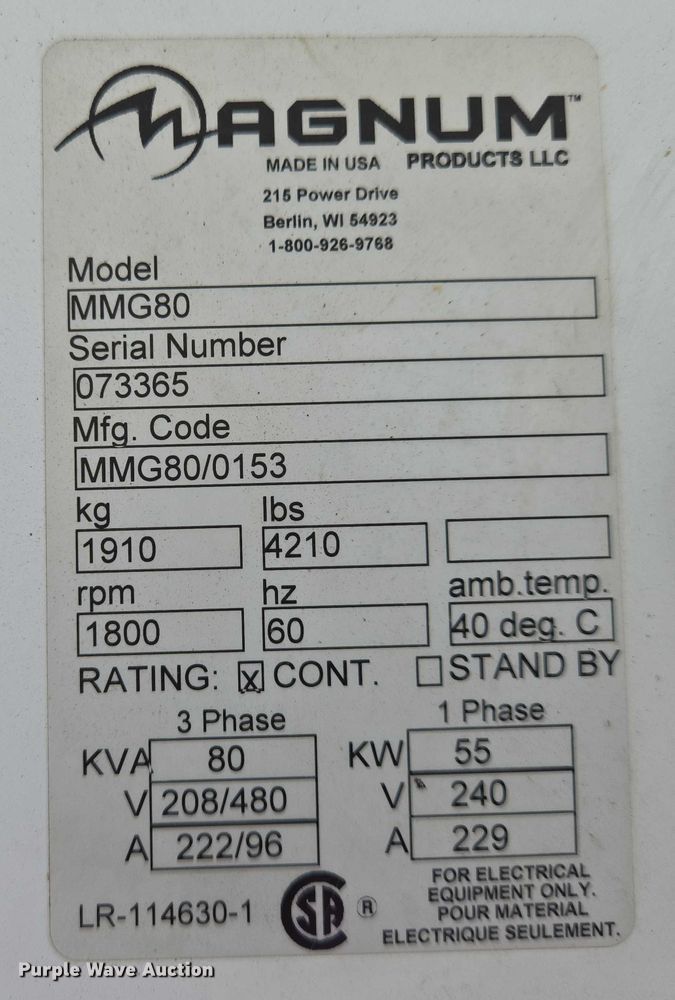 MAGNUM™
MADE IN USA PRODUCTS LLC
215 Power Drive
Berlin, WI 54923
1-800-926-9768
Model
MMG80
Serial Number
073365
Mfg. Code
MMG80/0153
kg lbs
1910 4210
rpm hz amb.temp.
1800 60 40 deg. C
RATING: X CONT. STAND BY
3 Phase 1 Phase
KVA 80 KW 55
V 208/480 V 240
A 222/96 A 229
LR-114630-1 SA ®
FOR ELECTRICAL
EQUIPMENT ONLY.
POUR MATERIAL
ELECTRIQUE SEULEMENT.
Purple Wave Auction